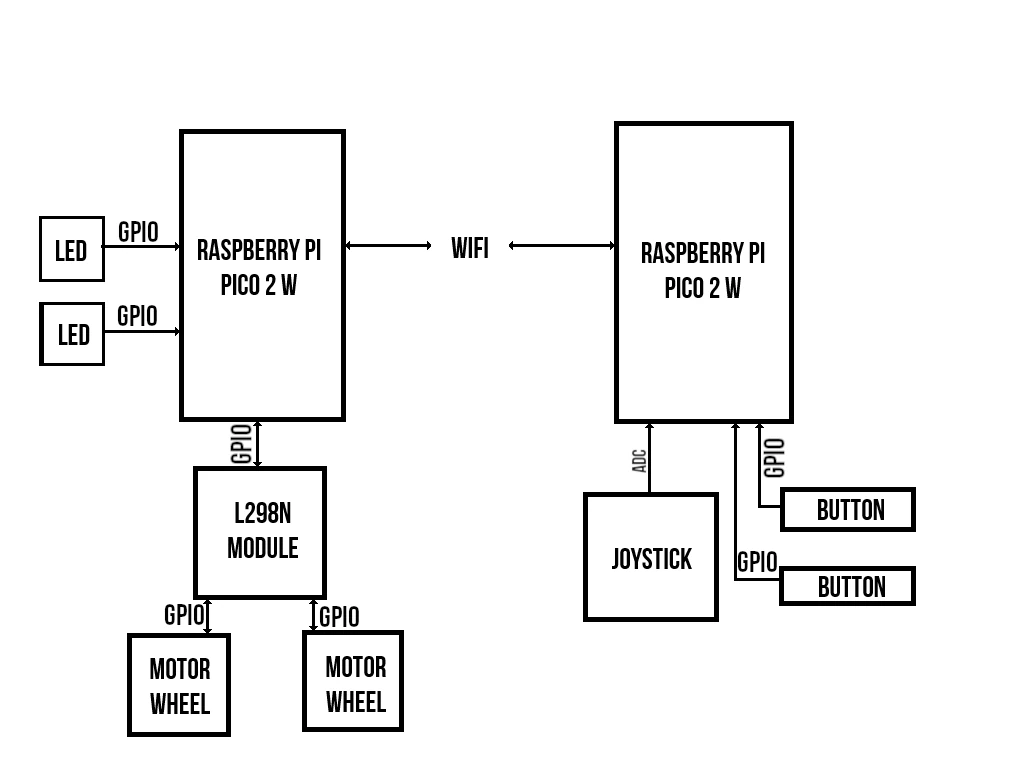 GPIO
LED
GPIO
LED
RASPBERRY PI
PICO 2 W
WIFI
RASPBERRY PI
PICO 2 W
GPIO
L298N
MODULE
GPIO
GPIO
MOTOR
WHEEL
MOTOR
WHEEL
ADC
JOYSTICK
GPIO
BUTTON
GPIO
BUTTON